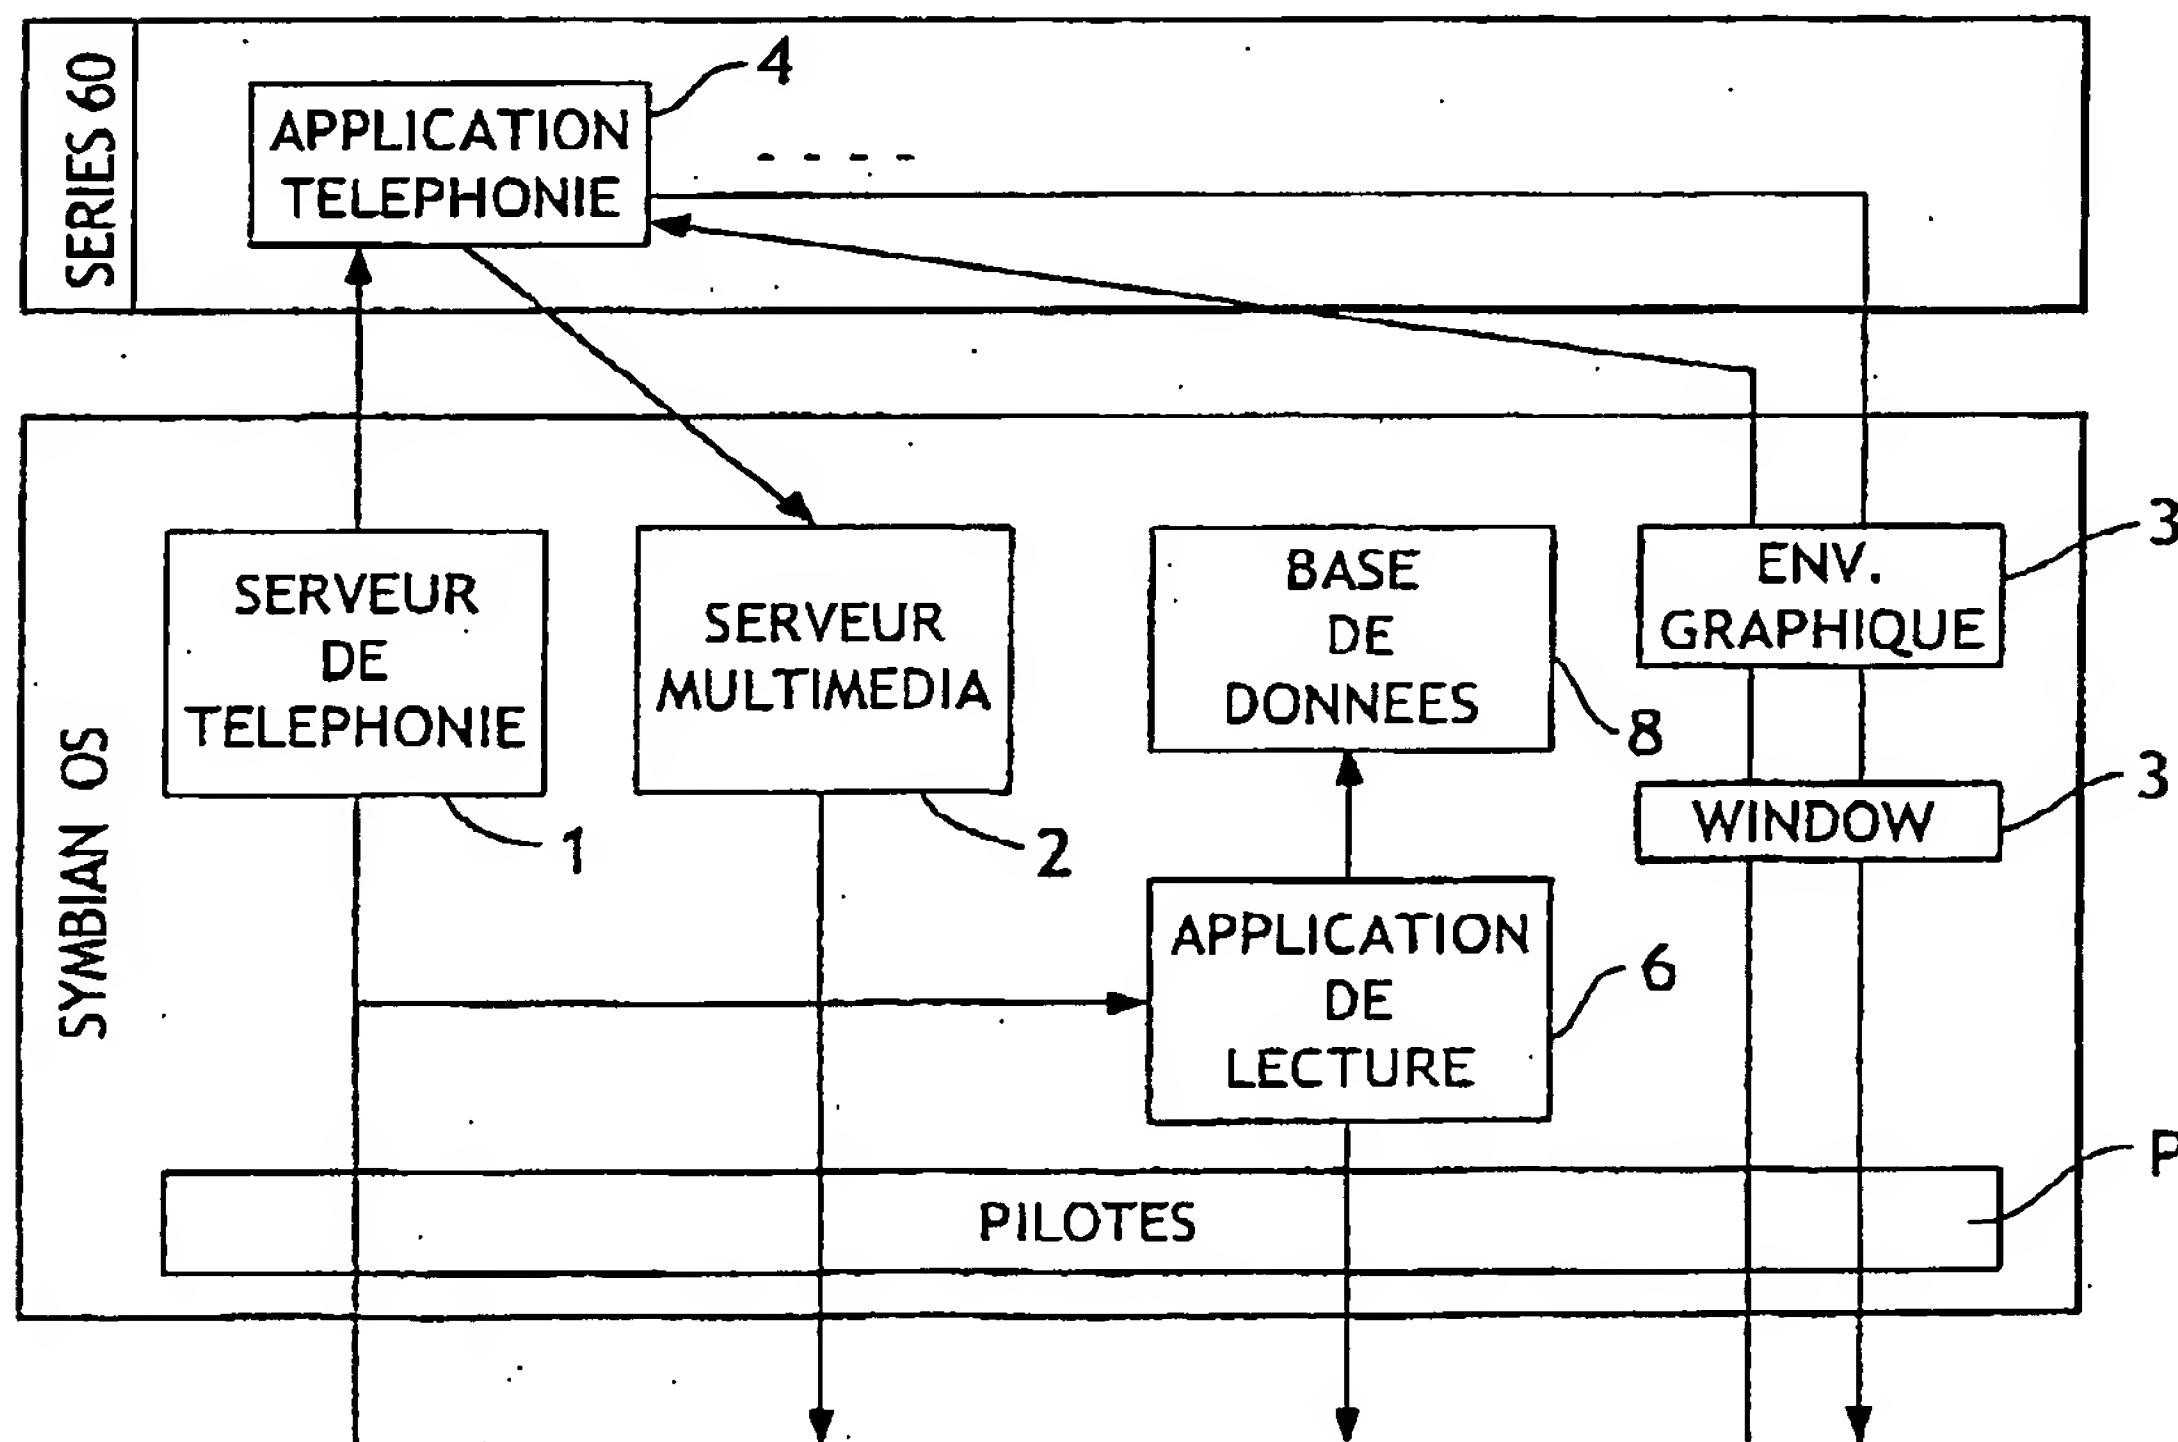 SERIES 60
APPLICATION
TELEPHONIE
4
SYMBIAN OS
SERVEUR
DE
TELEPHONIE
1
SERVEUR
MULTIMEDIA
2
BASE
DE
DONNEES
8
ENV.
GRAPHIQUE
3
WINDOW
3
APPLICATION
DE
LECTURE
6
PILOTES
P